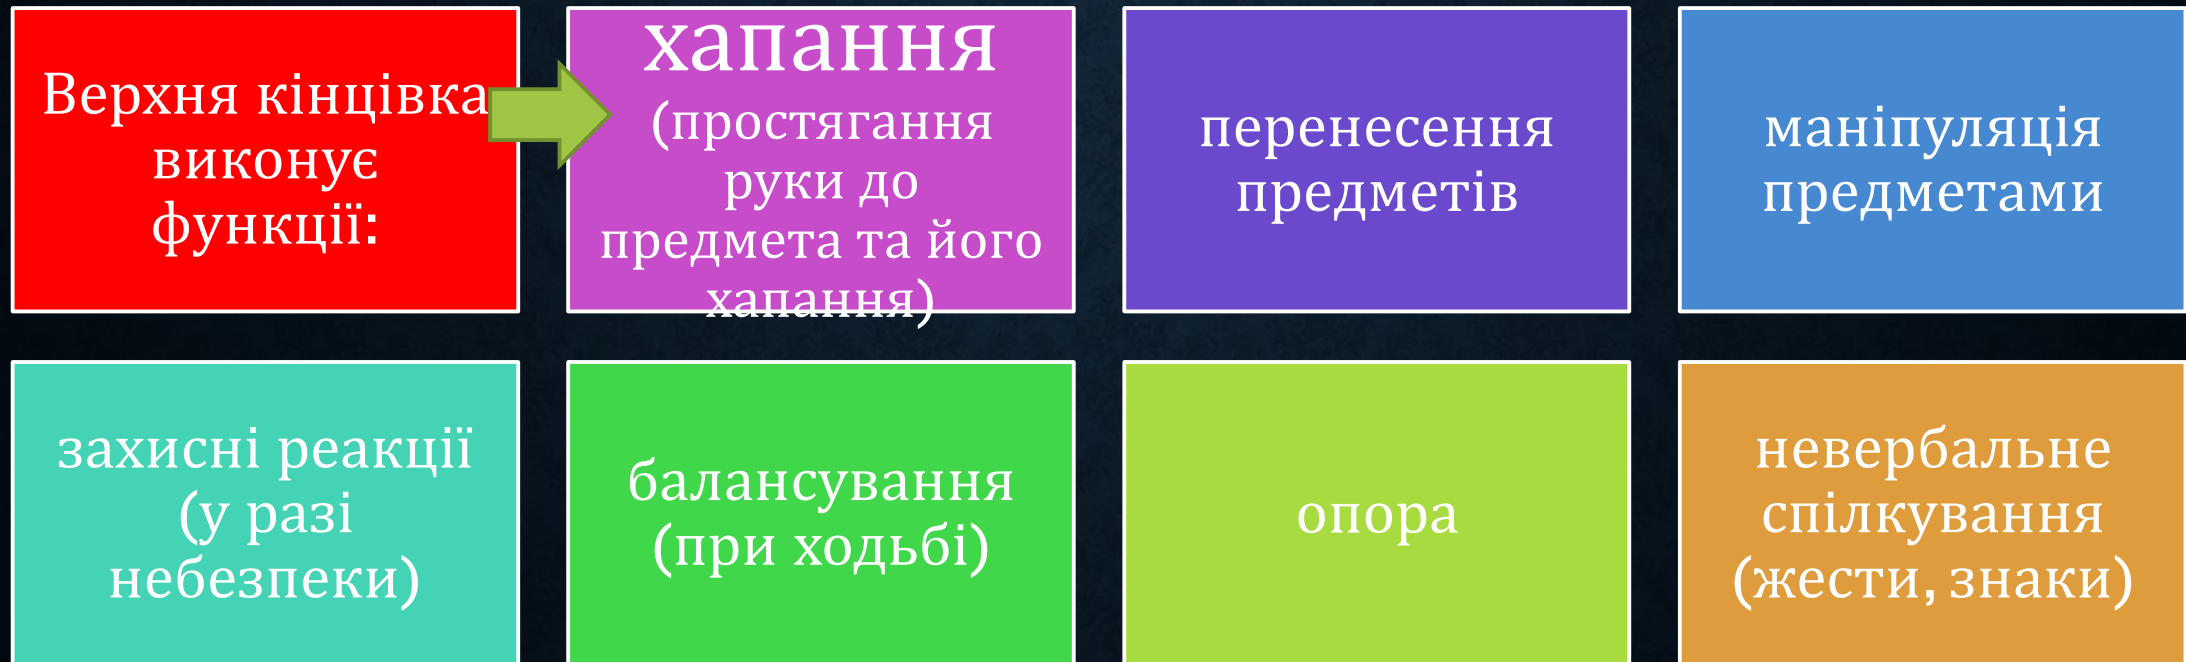 Верхня кінцівка
виконує
функції:
хапання
(простягання
руки до
предмета та його
хапання)
перенесення
предметів
маніпуляція
предметами
захисні реакції
(у разі
небезпеки)
балансування
(при ходьбі)
опора
невербальне
спілкування
(жести, знаки)